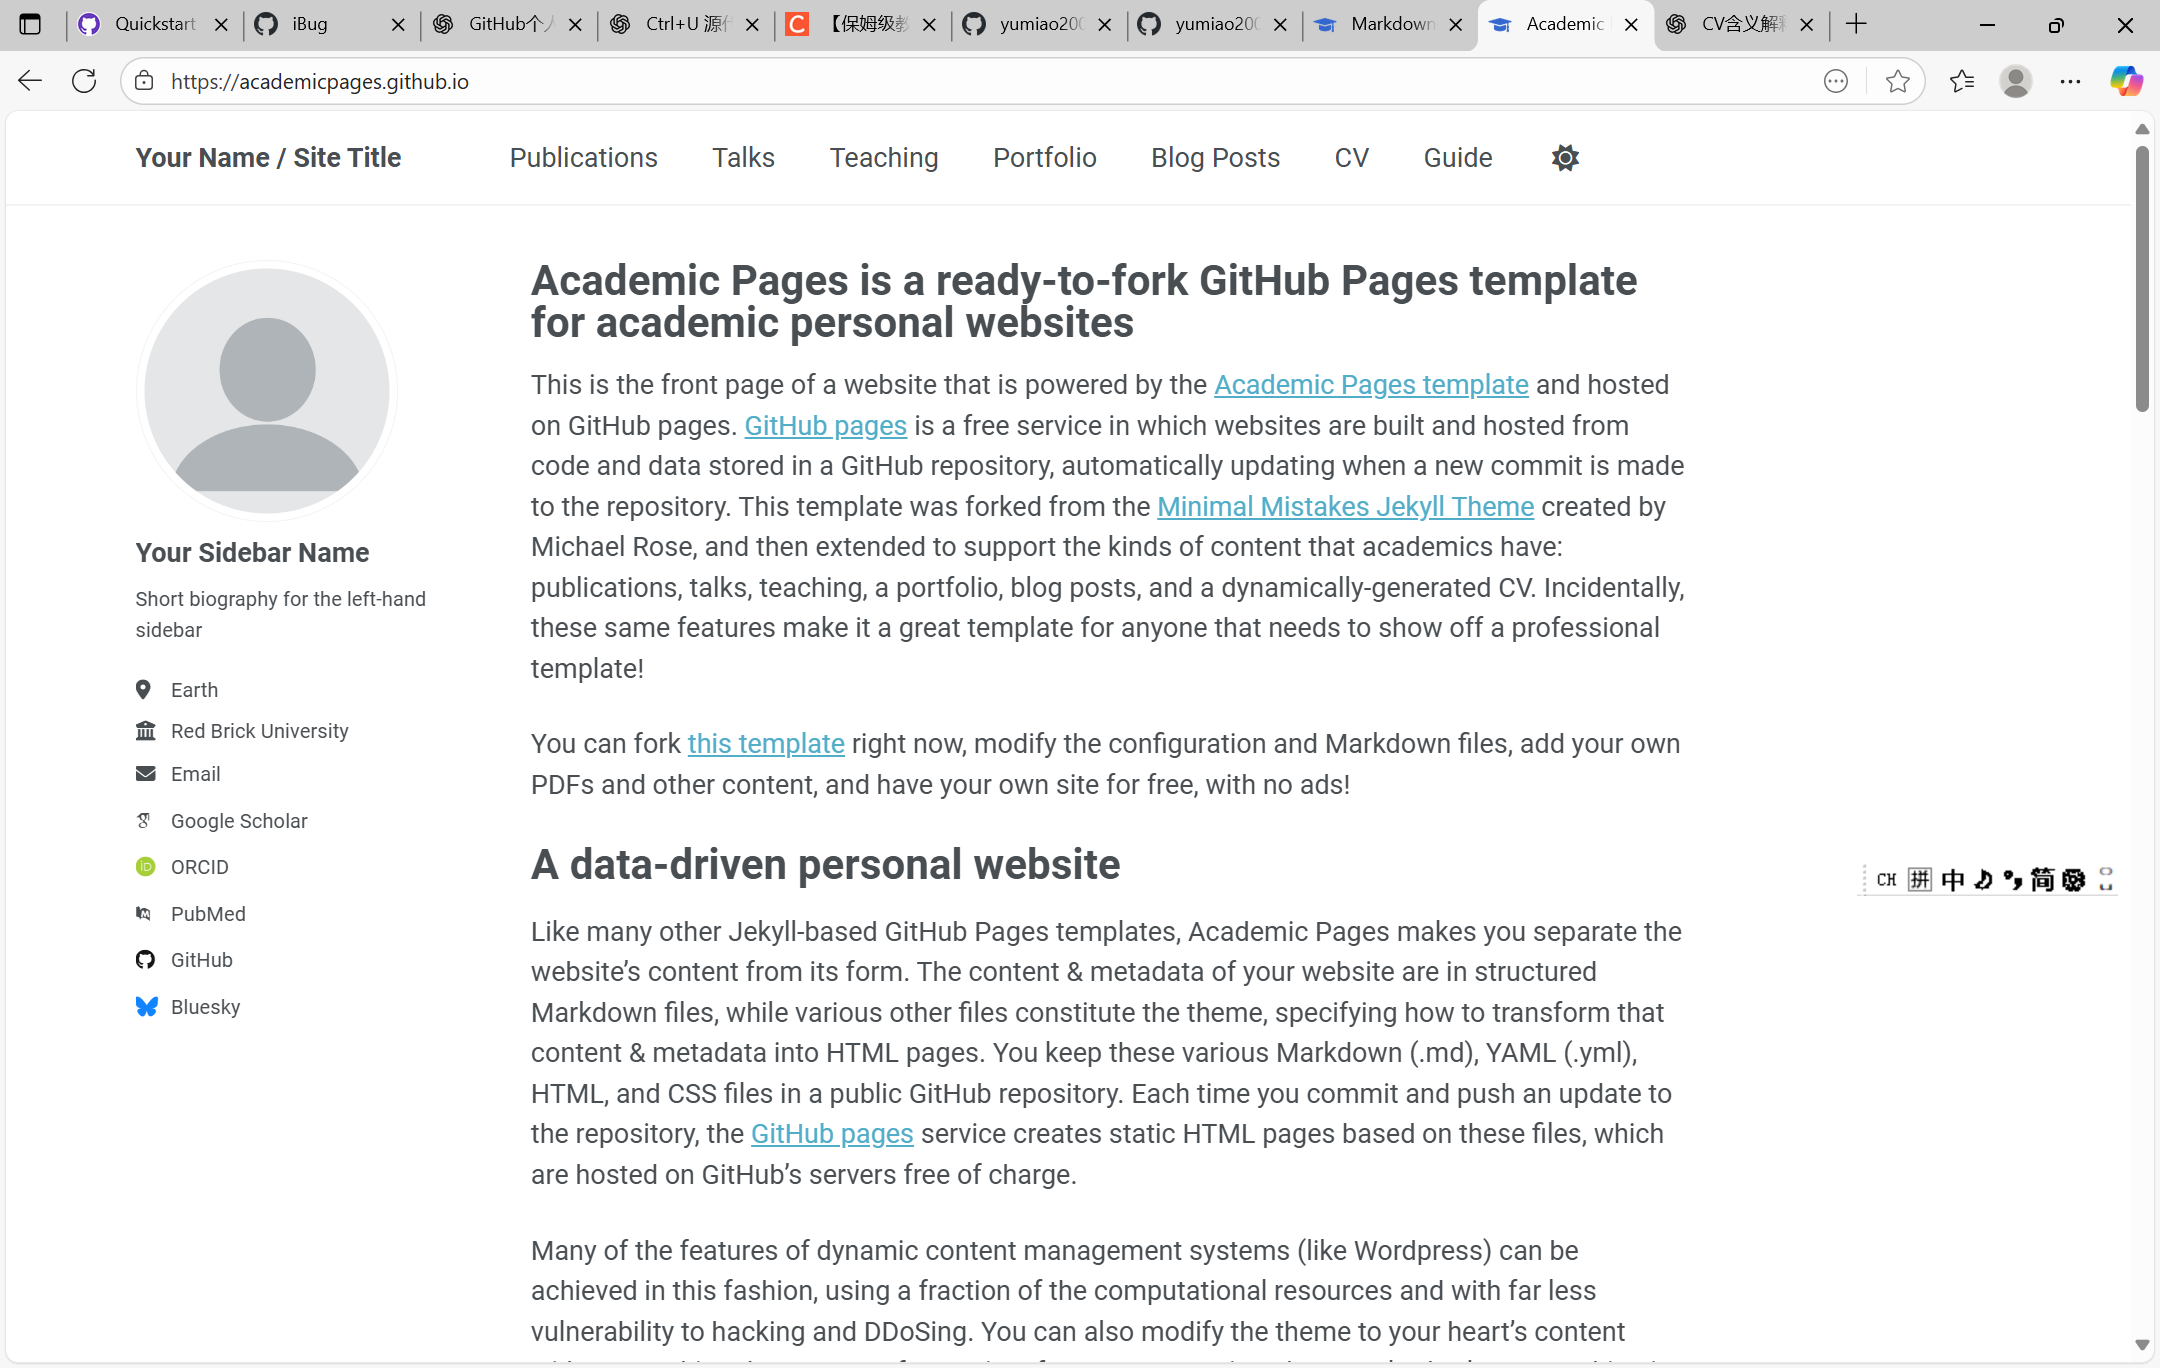 Quickstart
iBug
GitHub个人
Ctrl+U 源代
【保姆级教
yumiao200
yumiao200
Markdown
Academic
CV含义解释
https://academicpages.github.io
Your Name / Site Title
Publications
Talks
Teaching
Portfolio
Blog Posts
CV
Guide
Your Sidebar Name
Short biography for the left-hand
sidebar
Earth
Red Brick University
Email
Google Scholar
ORCID
PubMed
GitHub
Bluesky
Academic Pages is a ready-to-fork GitHub Pages template
for academic personal websites
This is the front page of a website that is powered by the Academic Pages template and hosted
on GitHub pages. GitHub pages is a free service in which websites are built and hosted from
code and data stored in a GitHub repository, automatically updating when a new commit is made
to the repository. This template was forked from the Minimal Mistakes Jekyll Theme created by
Michael Rose, and then extended to support the kinds of content that academics have:
publications, talks, teaching, a portfolio, blog posts, and a dynamically-generated CV. Incidentally,
these same features make it a great template for anyone that needs to show off a professional
template!
You can fork this template right now, modify the configuration and Markdown files, add your own
PDFs and other content, and have your own site for free, with no ads!
A data-driven personal website
CH 拼 中 简
Like many other Jekyll-based GitHub Pages templates, Academic Pages makes you separate the
website’s content from its form. The content & metadata of your website are in structured
Markdown files, while various other files constitute the theme, specifying how to transform that
content & metadata into HTML pages. You keep these various Markdown (.md), YAML (.yml),
HTML, and CSS files in a public GitHub repository. Each time you commit and push an update to
the repository, the GitHub pages service creates static HTML pages based on these files, which
are hosted on GitHub’s servers free of charge.
Many of the features of dynamic content management systems (like Wordpress) can be
achieved in this fashion, using a fraction of the computational resources and with far less
vulnerability to hacking and DDoSing. You can also modify the theme to your heart’s content